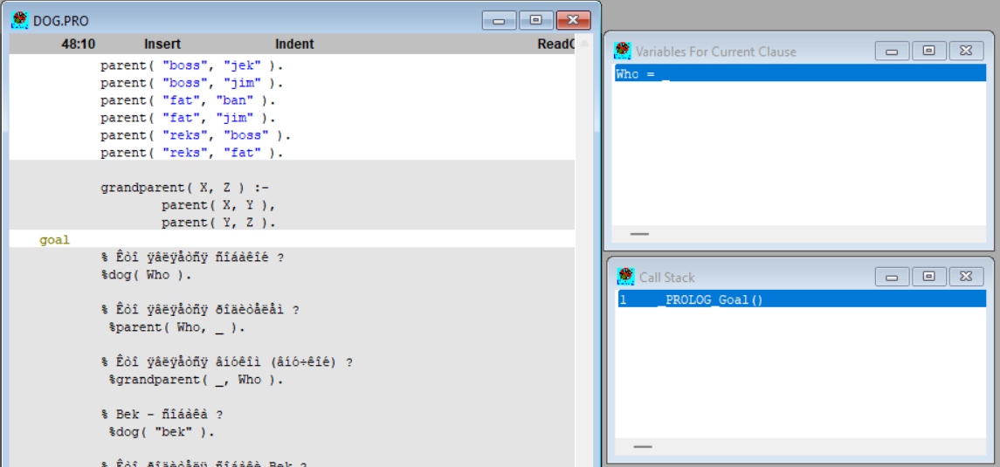 DOG.PRO
48:10 Insert Indent ReadO
parent( "boss", "jek" ).
parent( "boss", "jim" ).
parent( "fat", "ban" ).
parent( "fat", "jim" ).
parent( "reks", "boss" ).
parent( "reks", "fat" ).
grandparent( X, Z ) :-
parent( X, Y ),
parent( Y, Z ).
goal
% Êòî ÿâëÿåòñÿ ñîáàêîé ?
%dog( Who ).
% Êòî ÿâëÿåòñÿ ðîäèòåëåì ?
%parent( Who, _ ).
% Êòî ÿâëÿåòñÿ âíóêîì (âíó÷êîé) ?
%grandparent( _, Who ).
% Bek - ñîáàêà ?
%dog( "bek" ).
% Êòî ðîäèòåëü ñîáàêè Bek ?
Variables For Current Clause
Who = _
Call Stack
1 _PROLOG_Goal()